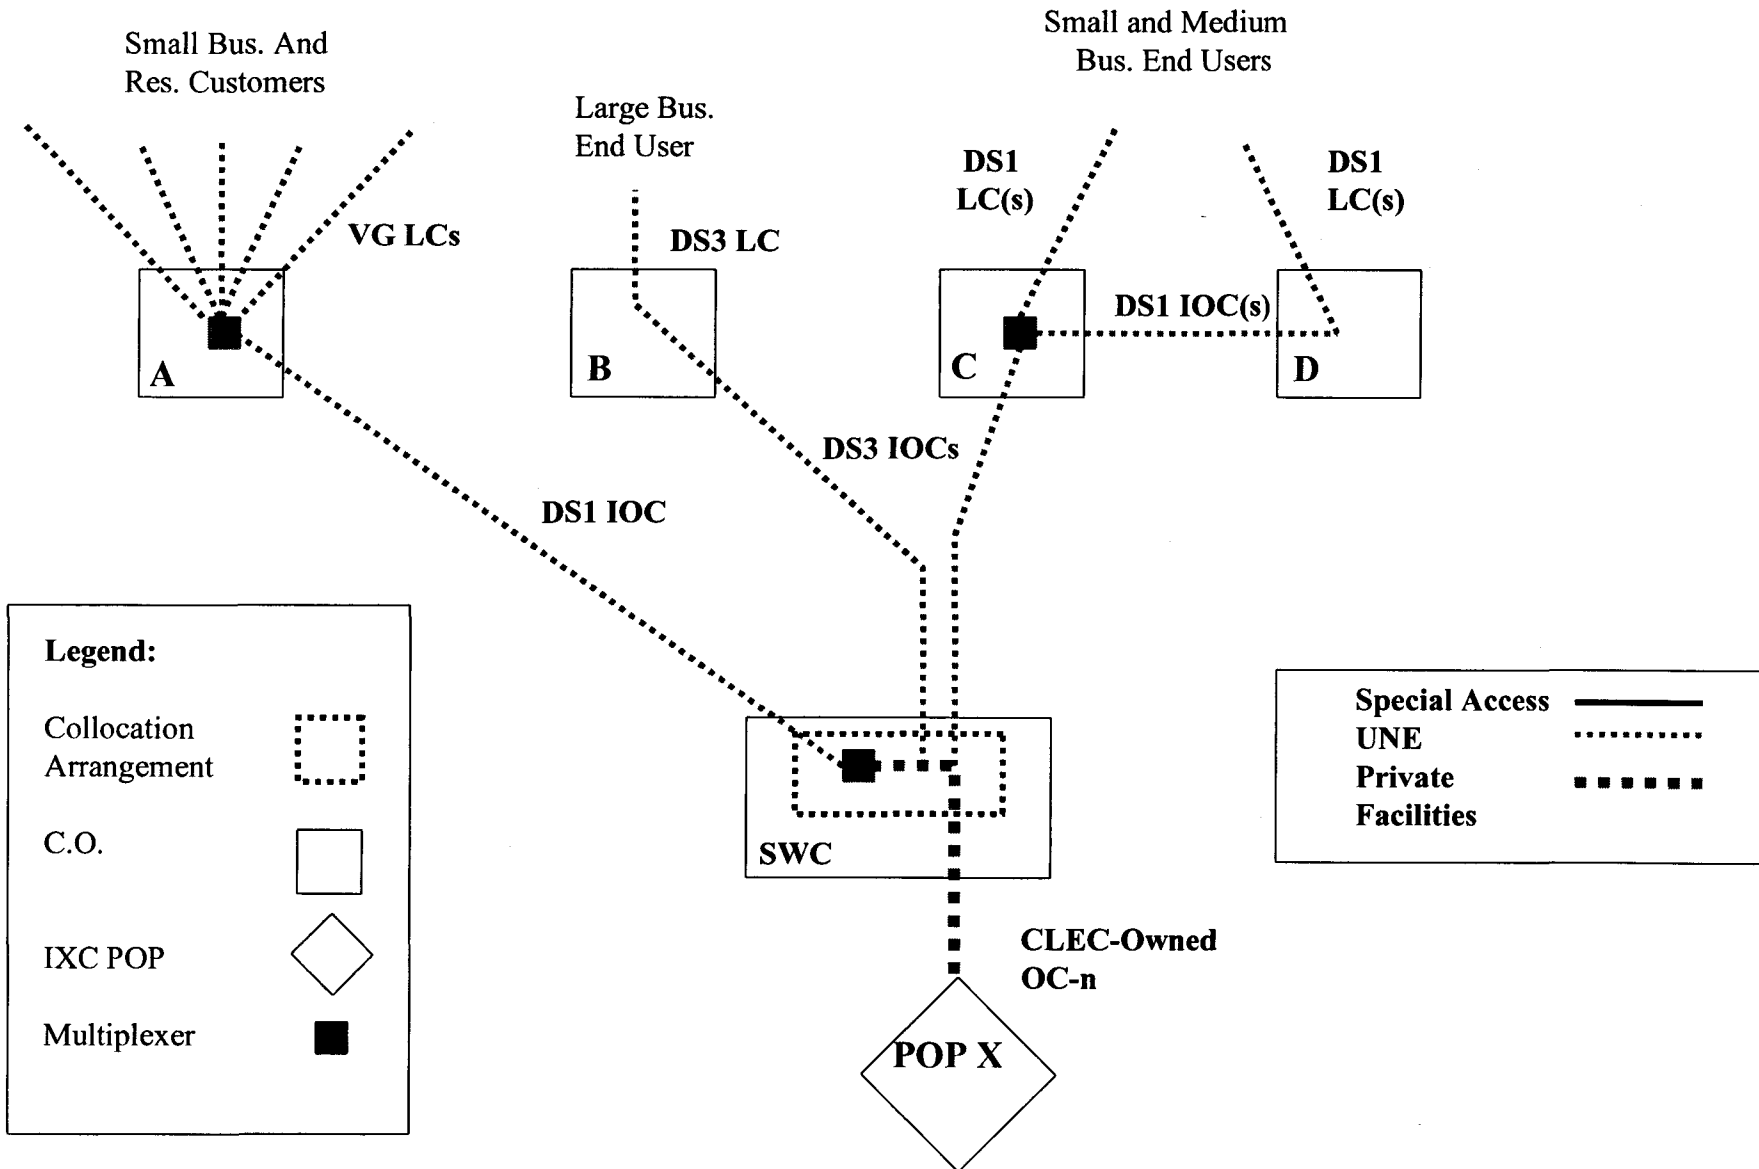 Small Bus. And
Res. Customers
Large Bus.
End User
Small and Medium
Bus. End Users
VG LCs
DS3 LC
DS1
LC(s)
DS1
LC(s)
DS1 IOC(s)
A
B
C
D
DS3 IOCs
DS1 IOC
Legend:
Collocation
Arrangement
C.O.
IXC POP
Multiplexer
Special Access
UNE
Private
Facilities
SWC
CLEC-Owned
OC-n
POP X